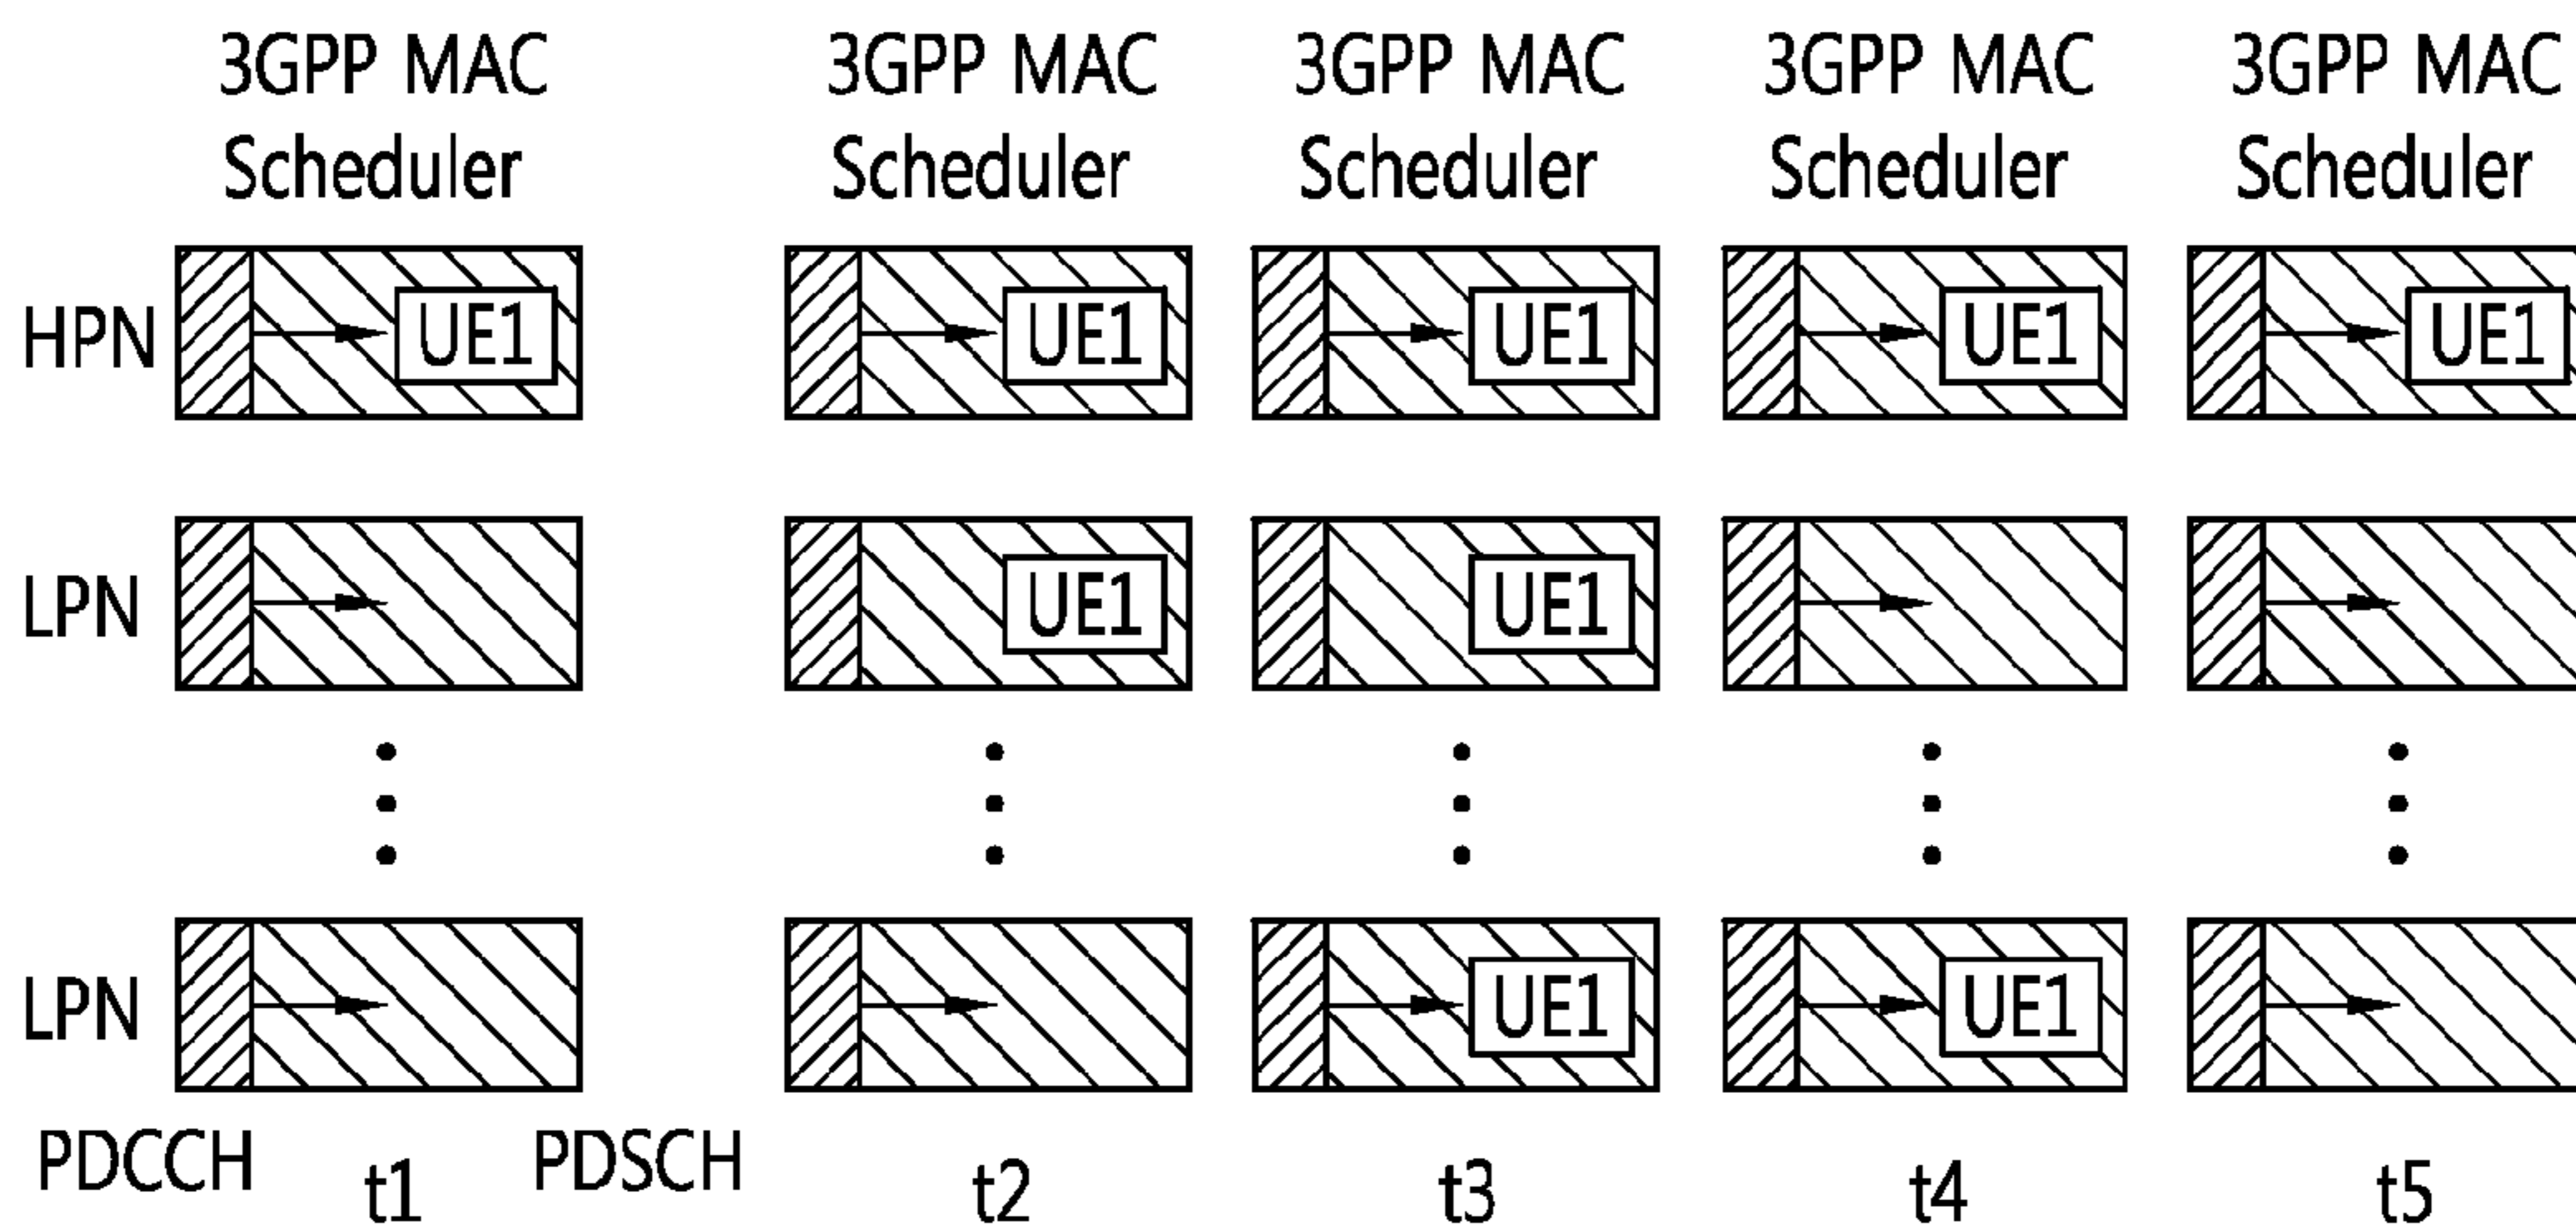 3GPP MAC Scheduler
3GPP MAC Scheduler
3GPP MAC Scheduler
3GPP MAC Scheduler
3GPP MAC Scheduler
HPN UE1 UE1 UE1 UE1 UE1
LPN UE1 UE1
LPN UE1 UE1
PDCCH t1 PDSCH t2 t3 t4 t5